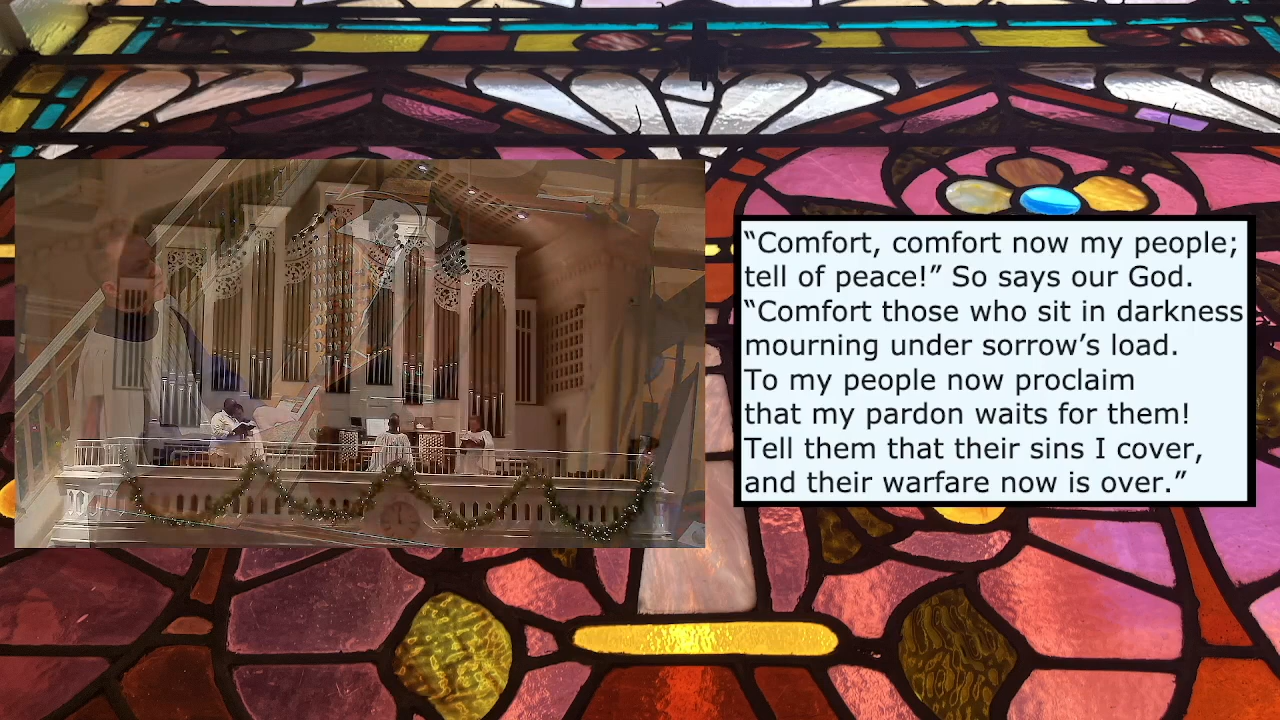 “Comfort, comfort now my people;
tell of peace!” So says our God.
“Comfort those who sit in darkness
mourning under sorrow’s load.
To my people now proclaim
that my pardon waits for them!
Tell them that their sins I cover,
and their warfare now is over.”